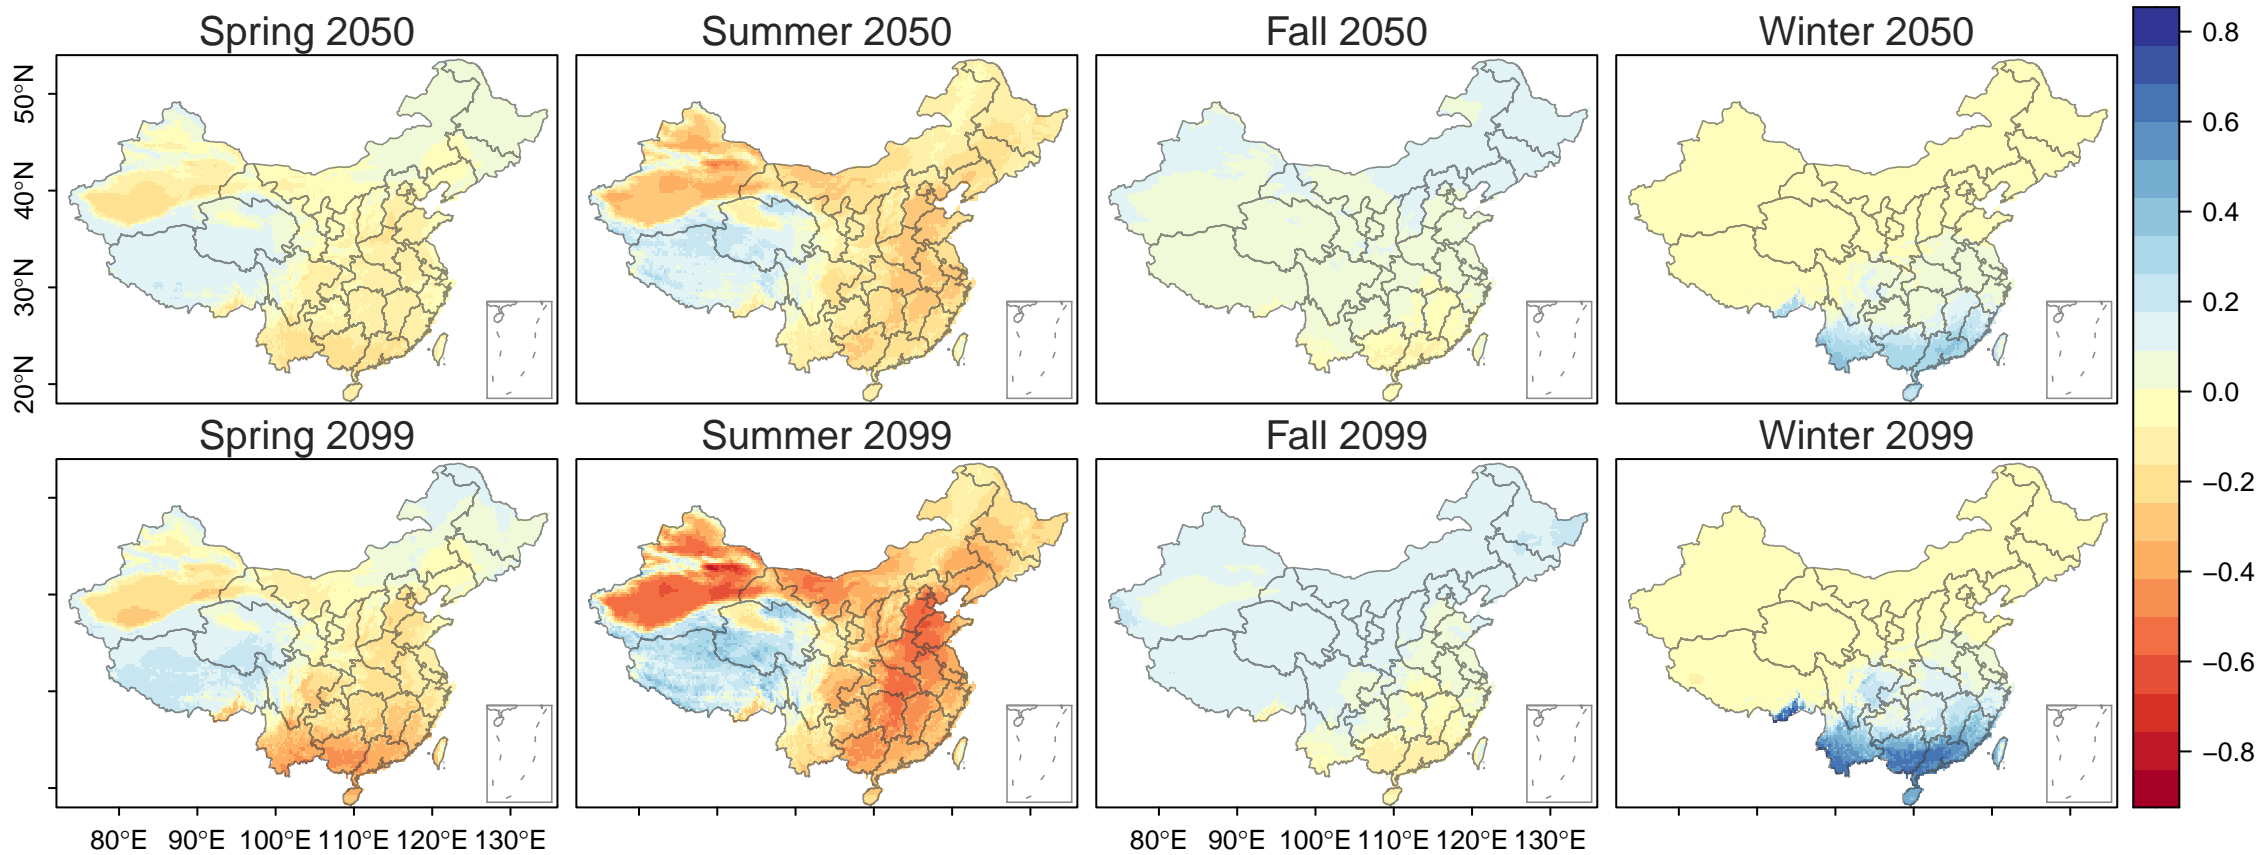 Spring 2050 Summer 2050 Fall 2050 Winter 2050
50°N
40°N
30°N
20°N
Spring 2099 Summer 2099 Fall 2099 Winter 2099
80°E 90°E 100°E 110°E 120°E 130°E
80°E 90°E 100°E 110°E 120°E 130°E
0.8
0.6
0.4
0.2
0.0
−0.2
−0.4
−0.6
−0.8